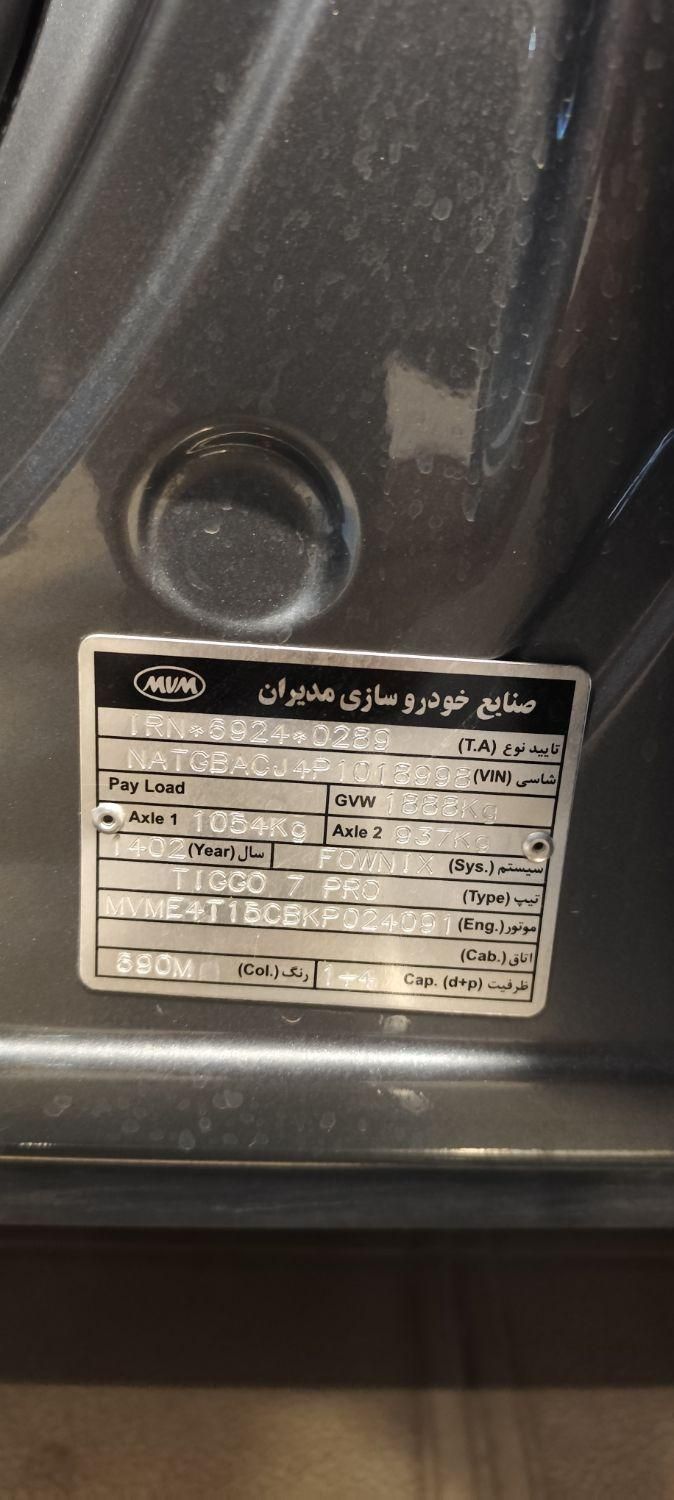 MVM صنایع خودرو سازی مدیران
تایید نوع (T.A) IRN*6924*0289
شاسی (VIN) NATGBACJ4P1018998
Pay Load GVW 1888Kg
Axle 1 1054Kg Axle 2 937Kg
سیستم (Sys.) FOWNIX سال (Year) 1402
تیپ (Type) TIGGO 7 PRO
موتور (Eng.) MVME4T15CBKP024091
اتاق (Cab.)
ظرفیت Cap. (d+p) 1+4 رنگ (Col.) 690M